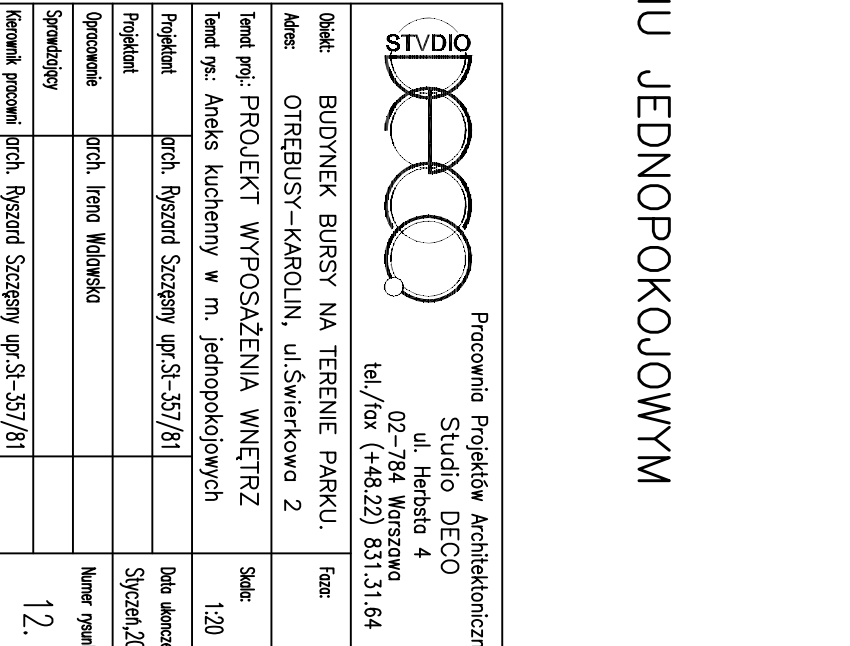 IU JEDNOPOKOJOWYM
STVDIO
Pracownia Projektów Architektoniczn
Studio DECO
ul. Herbsta 4
02-784 Warszawa
tel./fax (+48.22) 831.31.64
Obiekt: BUDYNEK BURSY NA TERENIE PARKU. Faza:
Adres: OTRĘBUSY-KAROLIN, ul.Świerkowa 2
Temat proj.: PROJEKT WYPOSAŻENIA WNĘTRZ Skala:
Temat rys.: Aneks kuchenny w m. jednopokojowych 1:20
Projektant arch. Ryszard Szczęsny upr.St-357/81 Data ukończe
Projektant Styczeń,20
Opracowanie arch. Irena Walawska Numer rysun
Sprawdzający
Kierownik pracowni arch. Ryszard Szczęsny upr.St-357/81 12.